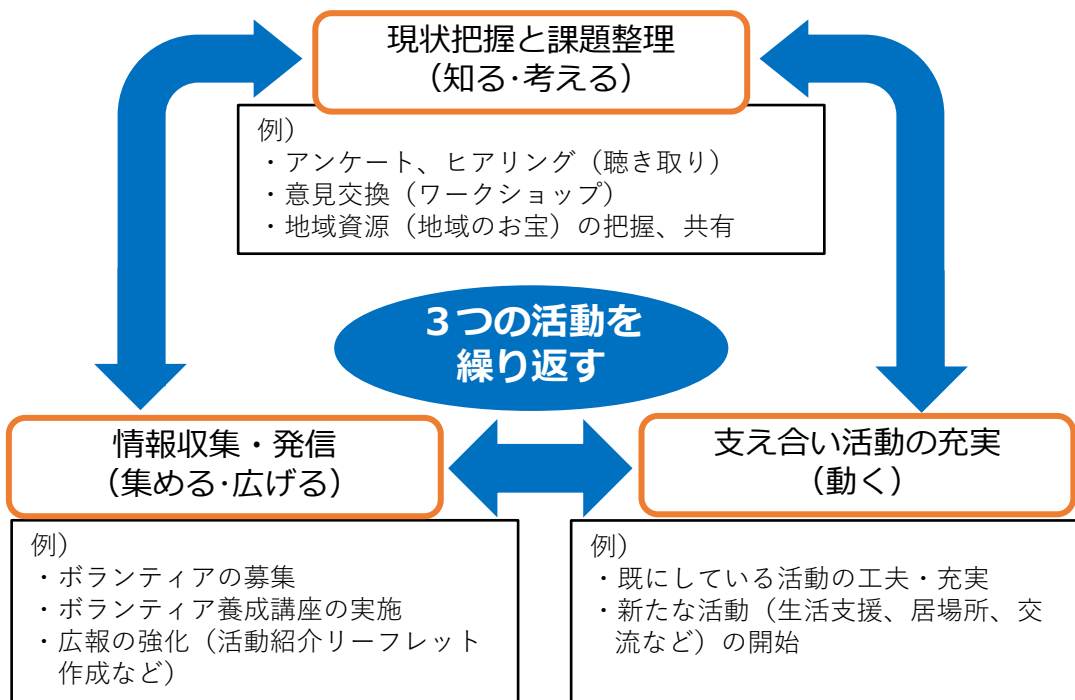 現状把握と課題整理
(知る･考える)
例)
・アンケート、ヒアリング（聴き取り）
・意見交換（ワークショップ）
・地域資源（地域のお宝）の把握、共有
３つの活動を
繰り返す
情報収集・発信
(集める･広げる)
例)
・ボランティアの募集
・ボランティア養成講座の実施
・広報の強化（活動紹介リーフレット
作成など）
支え合い活動の充実
(動く)
例)
・既にしている活動の工夫・充実
・新たな活動（生活支援、居場所、交
流など）の開始